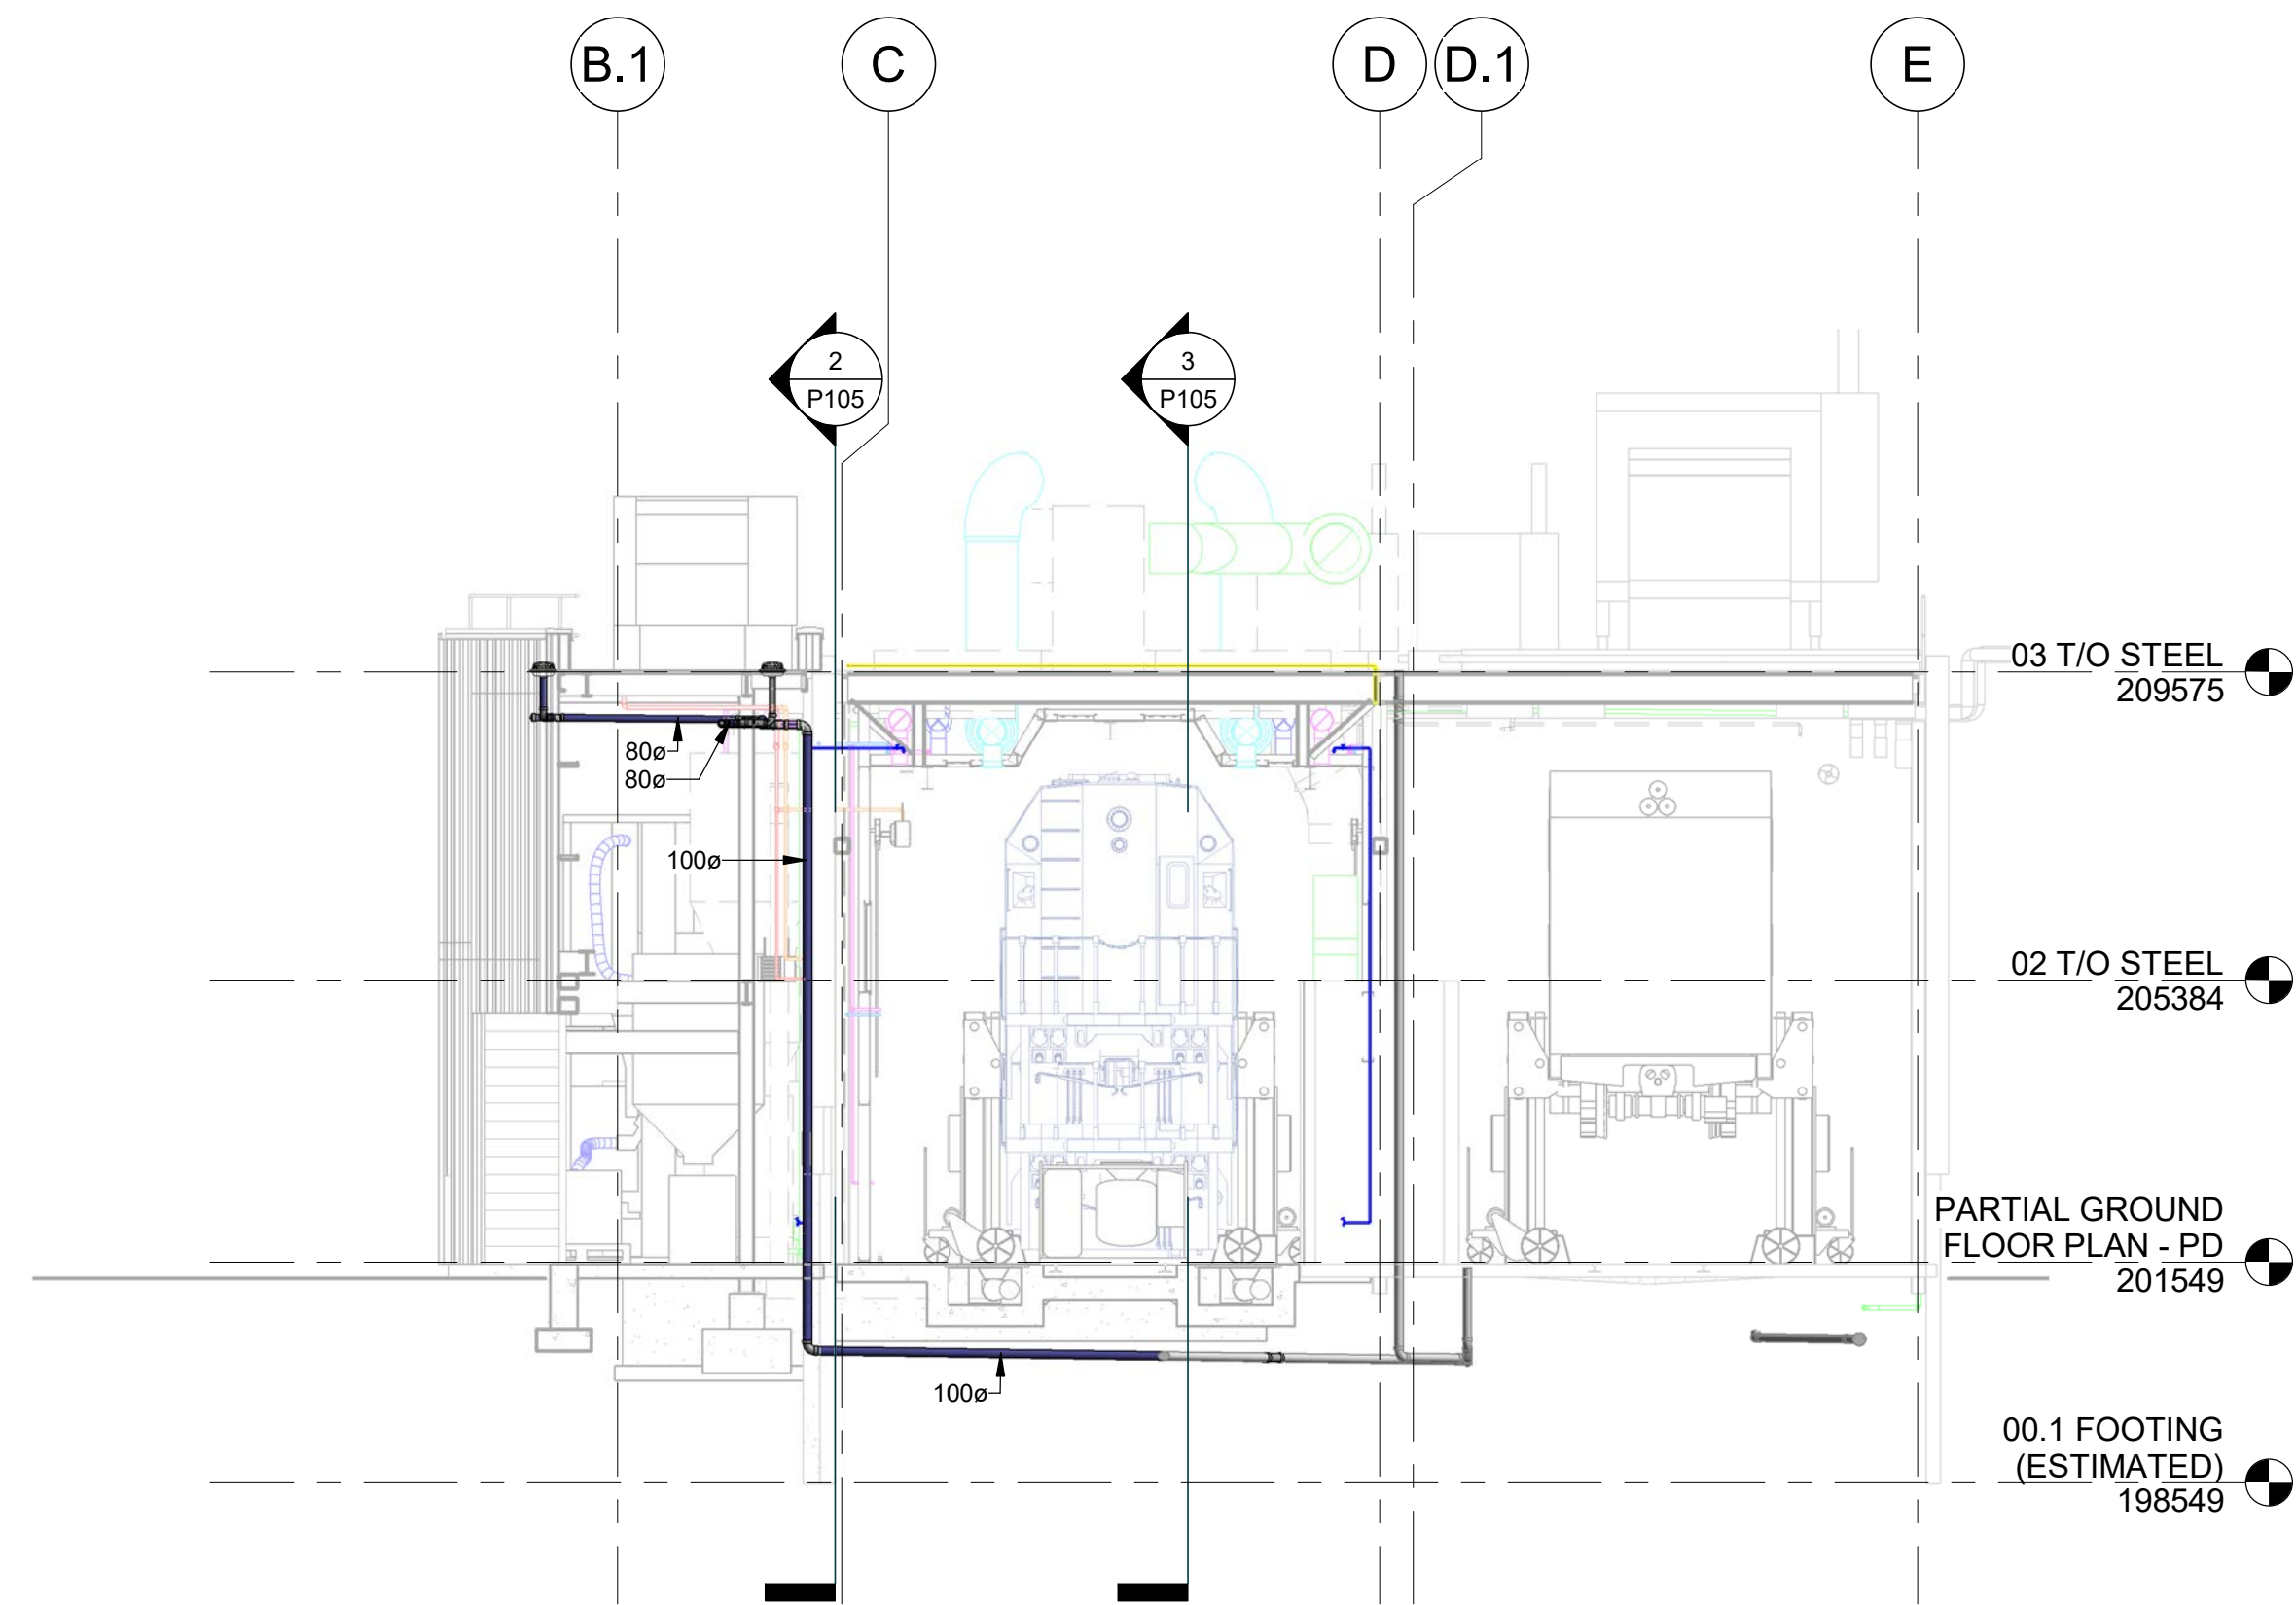 B.1
C
D
D.1
E
2
P105
3
P105
03 T/O STEEL
209575
80ø
80ø
100ø
02 T/O STEEL
205384
PARTIAL GROUND
FLOOR PLAN - PD
201549
100ø
00.1 FOOTING
(ESTIMATED)
198549